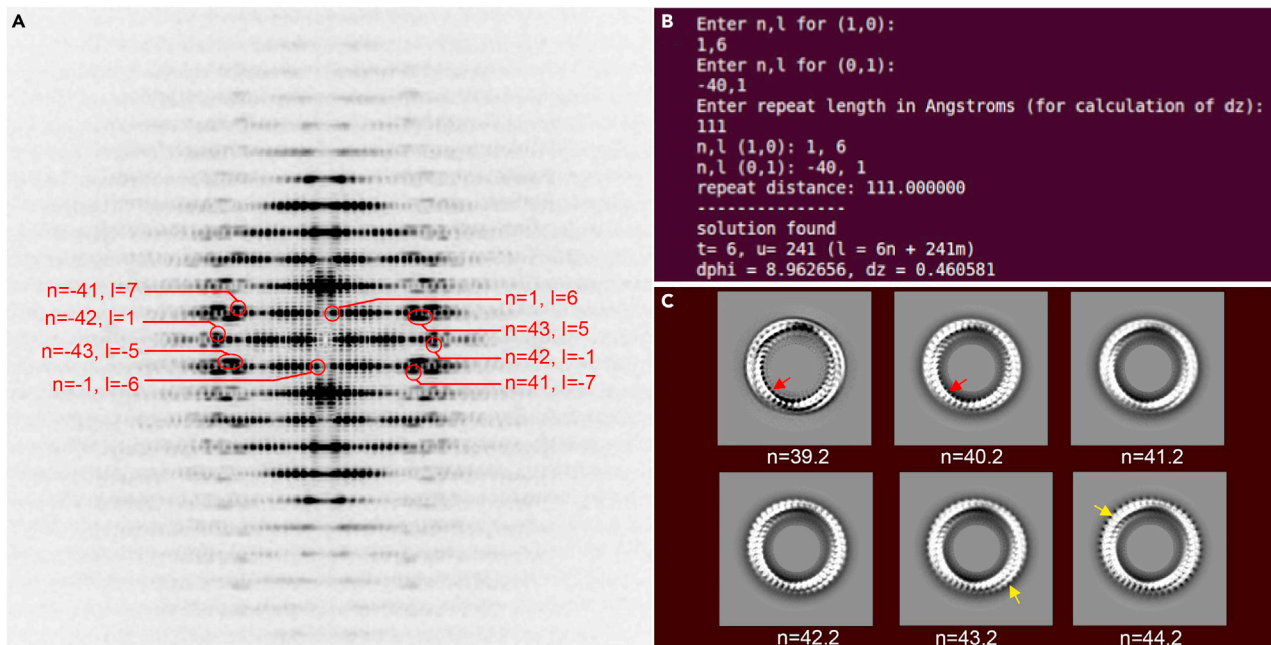 A
n=-41, l=7
n=-42, l=1
n=-43, l=-5
n=-1, l=-6
n=1, l=6
n=43, l=5
n=42, l=-1
n=41, l=-7
B
Enter n,l for (1,0):
1,6
Enter n,l for (0,1):
-40,1
Enter repeat length in Angstroms (for calculation of dz):
111
n,l (1,0): 1, 6
n,l (0,1): -40, 1
repeat distance: 111.000000
---------------
solution found
t= 6, u= 241 (l = 6n + 241m)
dphi = 8.962656, dz = 0.460581
C
n=39.2
n=40.2
n=41.2
n=42.2
n=43.2
n=44.2